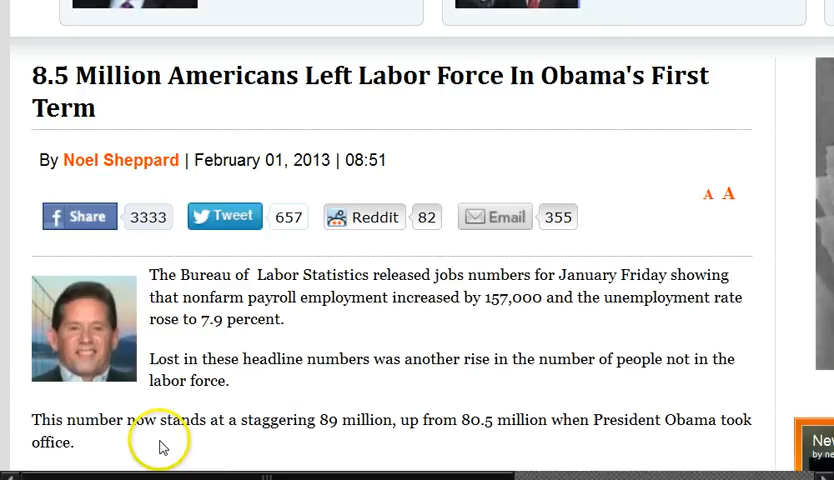 8.5 Million Americans Left Labor Force In Obama's First
Term
By Noel Sheppard | February 01, 2013 | 08:51
A A
Share 3333 Tweet 657 Reddit 82 Email 355
The Bureau of Labor Statistics released jobs numbers for January Friday showing
that nonfarm payroll employment increased by 157,000 and the unemployment rate
rose to 7.9 percent.
Lost in these headline numbers was another rise in the number of people not in the
labor force.
This number now stands at a staggering 89 million, up from 80.5 million when President Obama took
office.